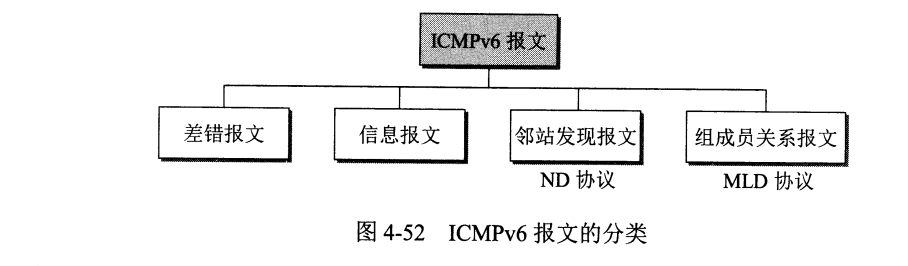 ICMPv6 报文
差错报文 信息报文 邻站发现报文 组成员关系报文
ND 协议 MLD 协议
图 4-52 ICMPv6 报文的分类